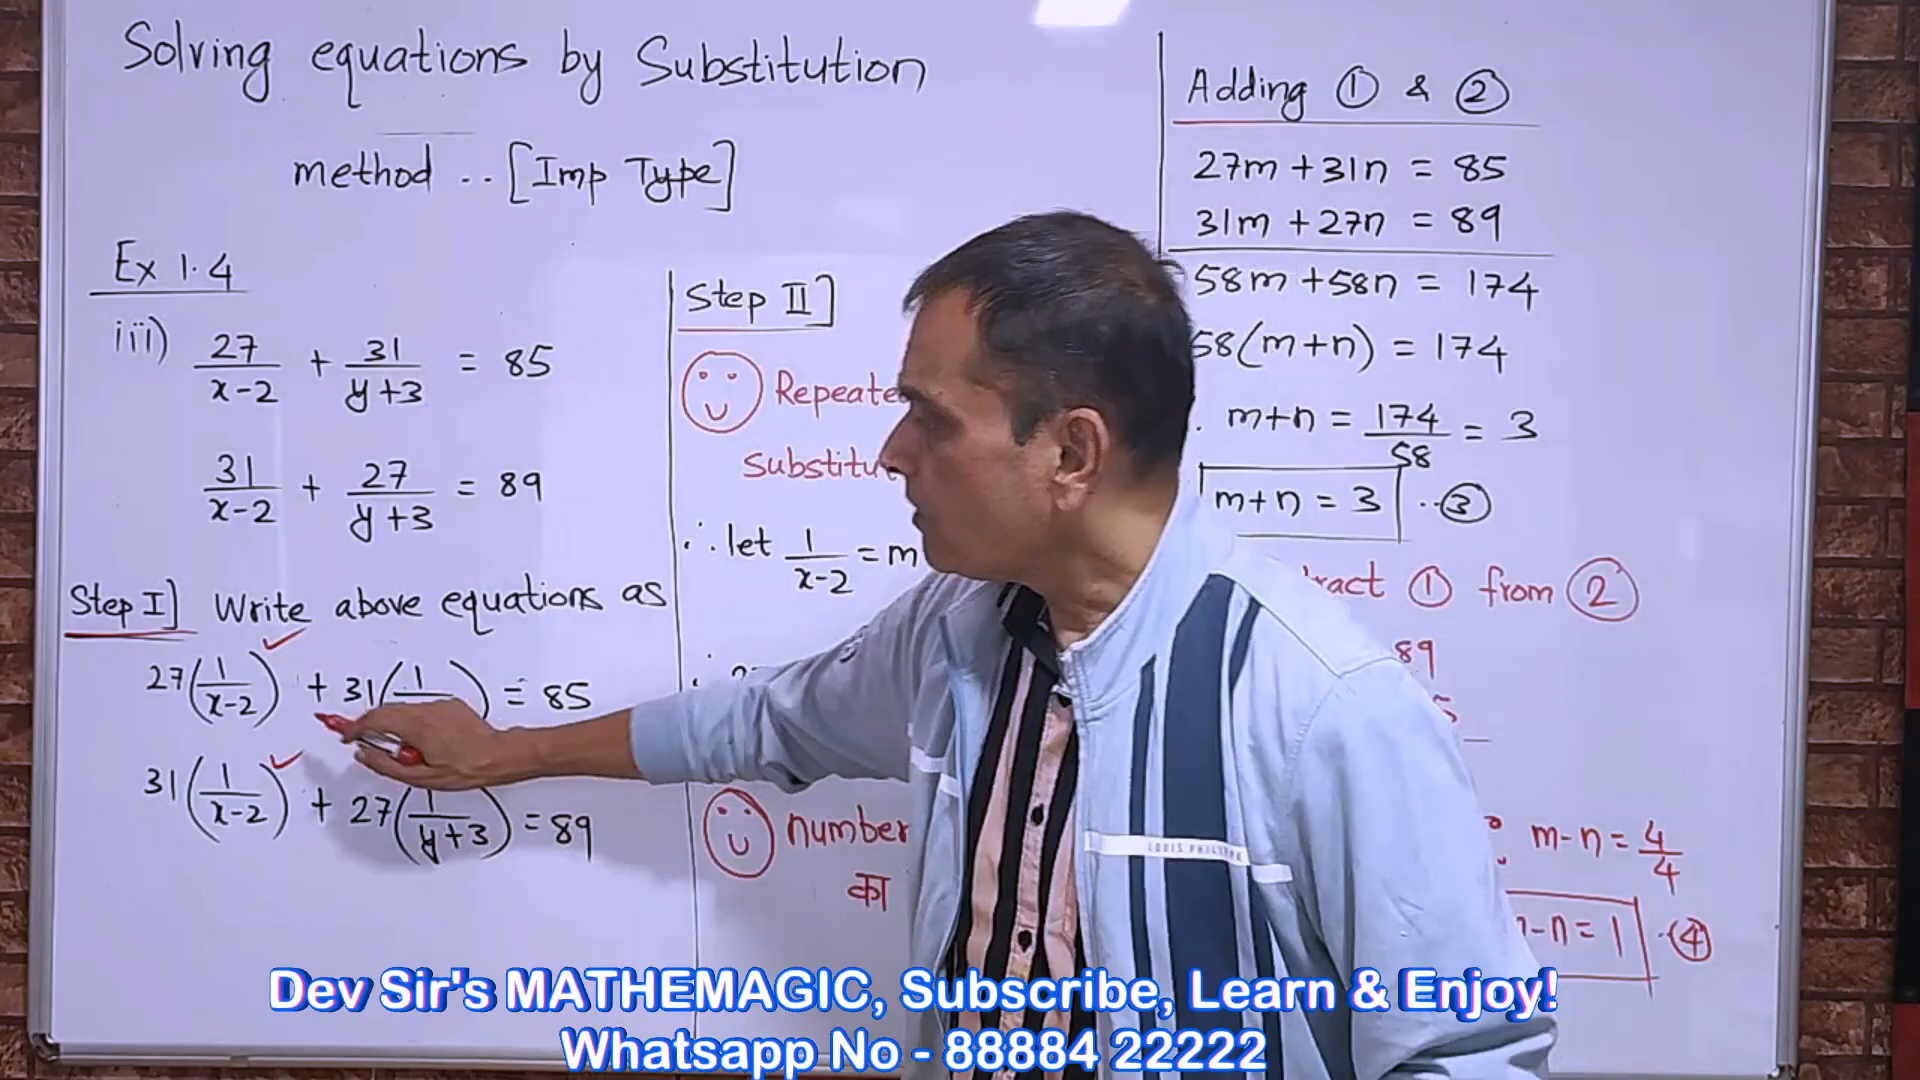 Solving equations by Substitution
method .. [Imp Type]
Ex 1.4
iii) 27/(x-2) + 31/(y+3) = 85
31/(x-2) + 27/(y+3) = 89
Step I] Write above equations as
27(1/(x-2)) + 31(1/ ) = 85
31(1/(x-2)) + 27(1/(y+3)) = 89
Step II]
∴ let 1/(x-2) = m
number
का
Adding ① & ②
27m + 31n = 85
31m + 27n = 89
58m + 58n = 174
58(m+n) = 174
m+n = 174/58 = 3
m+n = 3 ..③
① from ②
89
m-n = 4/4
-n = 1 ..④
LOUIS PHILIPPE
Dev Sir's MATHEMAGIC, Subscribe, Learn & Enjoy!
Whatsapp No - 88884 22222